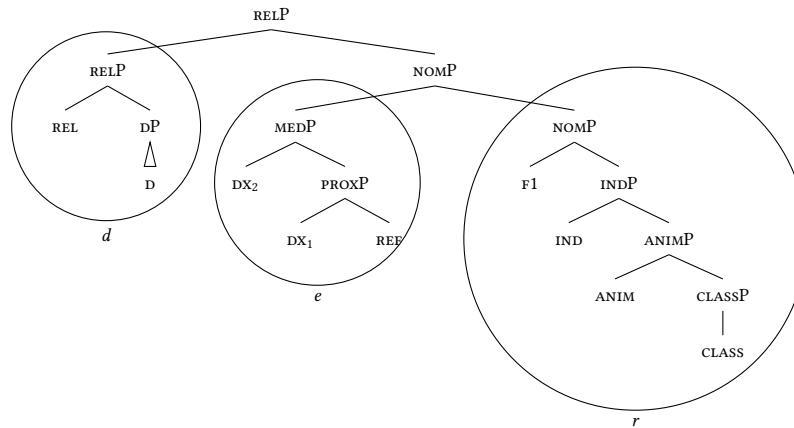 RELP
RELP NOMP
REL DP MEDP NOMP
D DX₂ PROXP F1 INDP
d DX₁ REF IND ANIMP
e ANIM CLASSP
CLASS
r